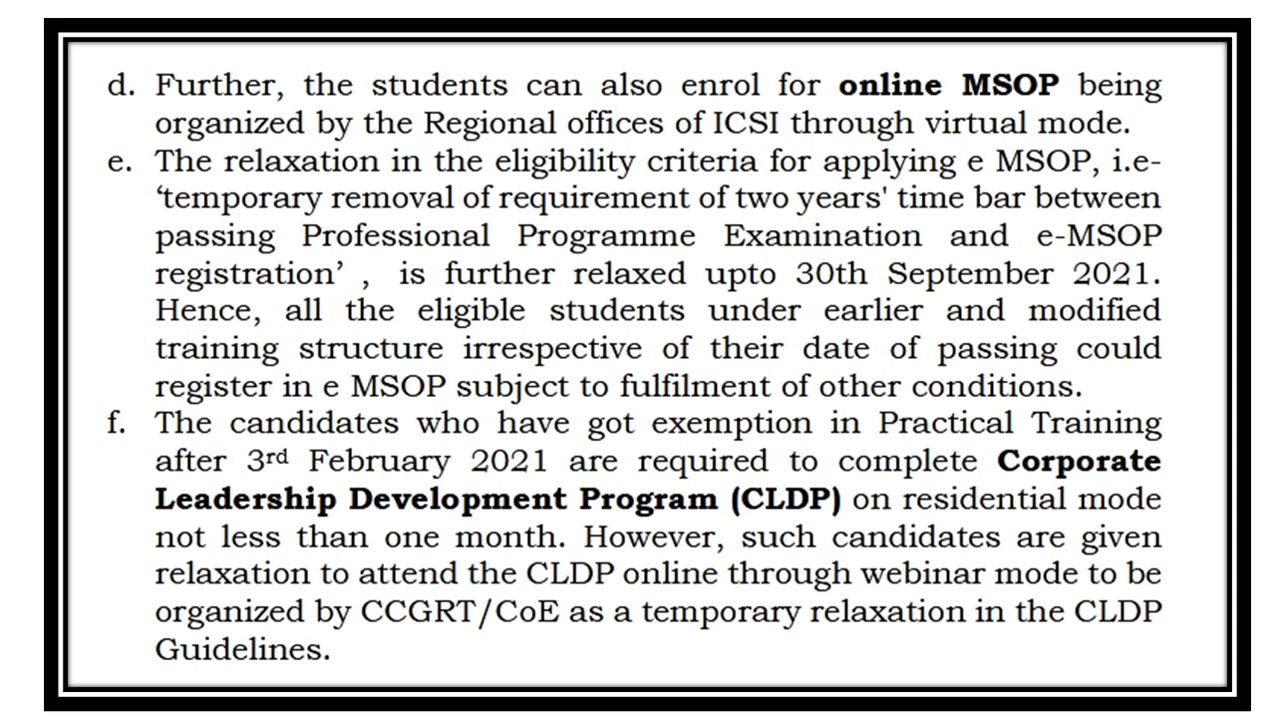 d. Further, the students can also enrol for online MSOP being
organized by the Regional offices of ICSI through virtual mode.
e. The relaxation in the eligibility criteria for applying e MSOP, i.e-
‘temporary removal of requirement of two years' time bar between
passing Professional Programme Examination and e-MSOP
registration’ , is further relaxed upto 30th September 2021.
Hence, all the eligible students under earlier and modified
training structure irrespective of their date of passing could
register in e MSOP subject to fulfilment of other conditions.
f. The candidates who have got exemption in Practical Training
after 3rd February 2021 are required to complete Corporate
Leadership Development Program (CLDP) on residential mode
not less than one month. However, such candidates are given
relaxation to attend the CLDP online through webinar mode to be
organized by CCGRT/CoE as a temporary relaxation in the CLDP
Guidelines.